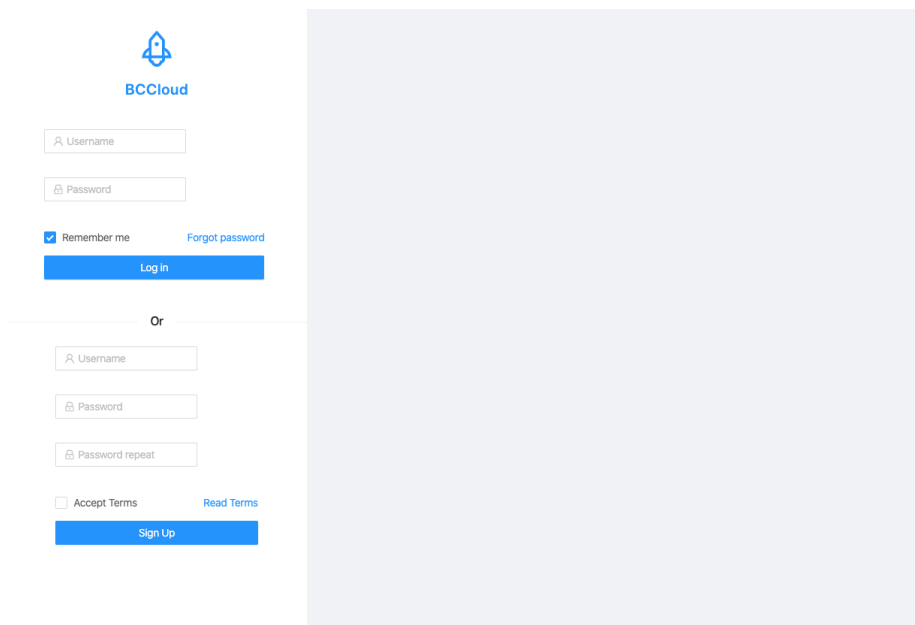 BCCloud
Username
Password
Remember me Forgot password
Log in
Or
Username
Password
Password repeat
Accept Terms Read Terms
Sign Up